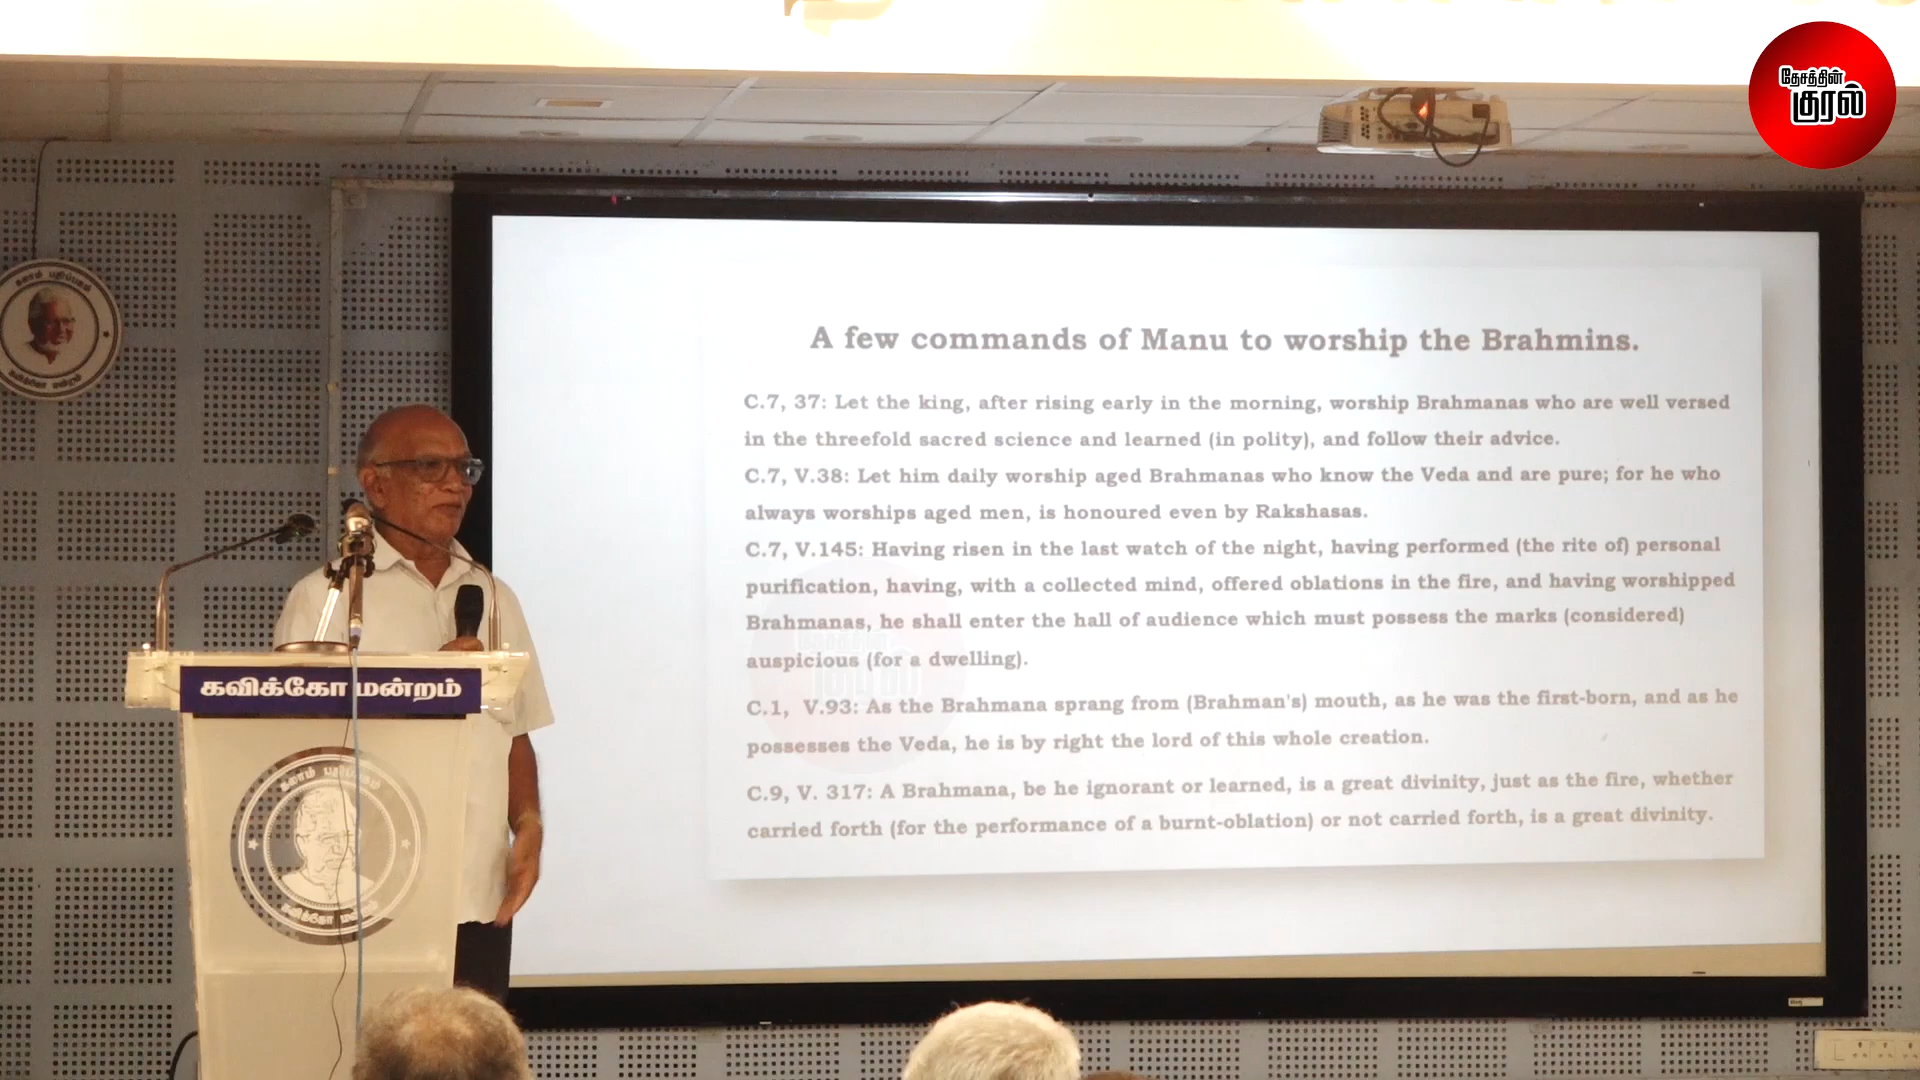 தேசத்தின்
குரல்
A few commands of Manu to worship the Brahmins.
C.7, 37: Let the king, after rising early in the morning, worship Brahmanas who are well versed
in the threefold sacred science and learned (in polity), and follow their advice.
C.7, V.38: Let him daily worship aged Brahmanas who know the Veda and are pure; for he who
always worships aged men, is honoured even by Rakshasas.
C.7, V.145: Having risen in the last watch of the night, having performed (the rite of) personal
purification, having, with a collected mind, offered oblations in the fire, and having worshipped
Brahmanas, he shall enter the hall of audience which must possess the marks (considered)
auspicious (for a dwelling).
C.1, V.93: As the Brahmana sprang from (Brahman's) mouth, as he was the first-born, and as he
possesses the Veda, he is by right the lord of this whole creation.
C.9, V. 317: A Brahmana, be he ignorant or learned, is a great divinity, just as the fire, whether
carried forth (for the performance of a burnt-oblation) or not carried forth, is a great divinity.
கவிக்கோ மன்றம்